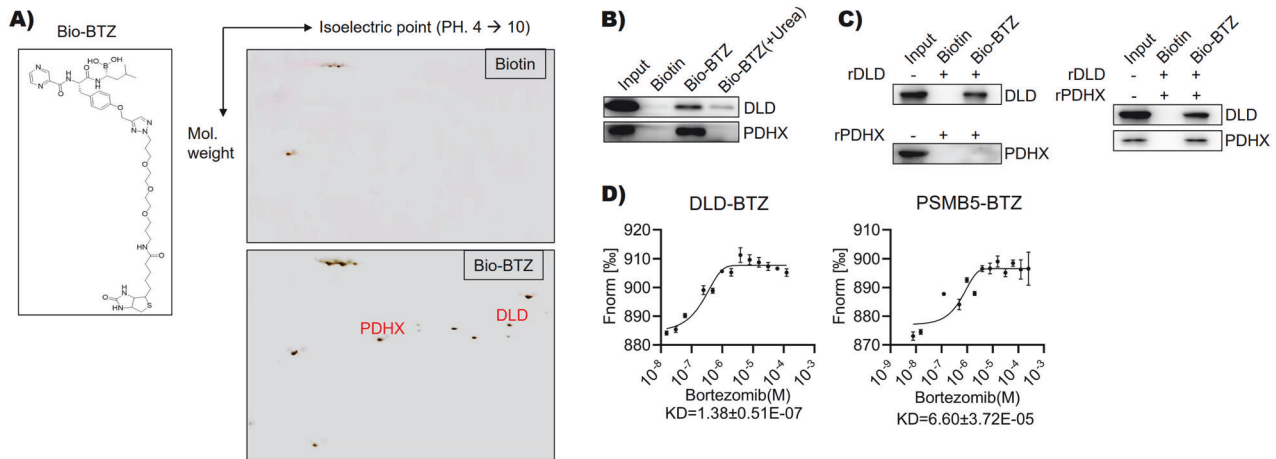 A)
Bio-BTZ
Isoelectric point (PH. 4 → 10)
Mol.
weight
Biotin
Bio-BTZ
PDHX
DLD
B)
Input
Biotin
Bio-BTZ
Bio-BTZ(+Urea)
DLD
PDHX
C)
Input
Biotin
Bio-BTZ
rDLD - + +
DLD
rPDHX - + +
PDHX
Input
Biotin
Bio-BTZ
rDLD - + +
rPDHX - + +
DLD
PDHX
D)
DLD-BTZ
Fnorm [‰]
920
910
900
890
880
10⁻⁸ 10⁻⁷ 10⁻⁶ 10⁻⁵ 10⁻⁴ 10⁻³
Bortezomib(M)
KD=1.38±0.51E-07
PSMB5-BTZ
Fnorm [‰]
910
900
890
880
870
10⁻⁹ 10⁻⁸ 10⁻⁷ 10⁻⁶ 10⁻⁵ 10⁻⁴ 10⁻³
Bortezomib(M)
KD=6.60±3.72E-05